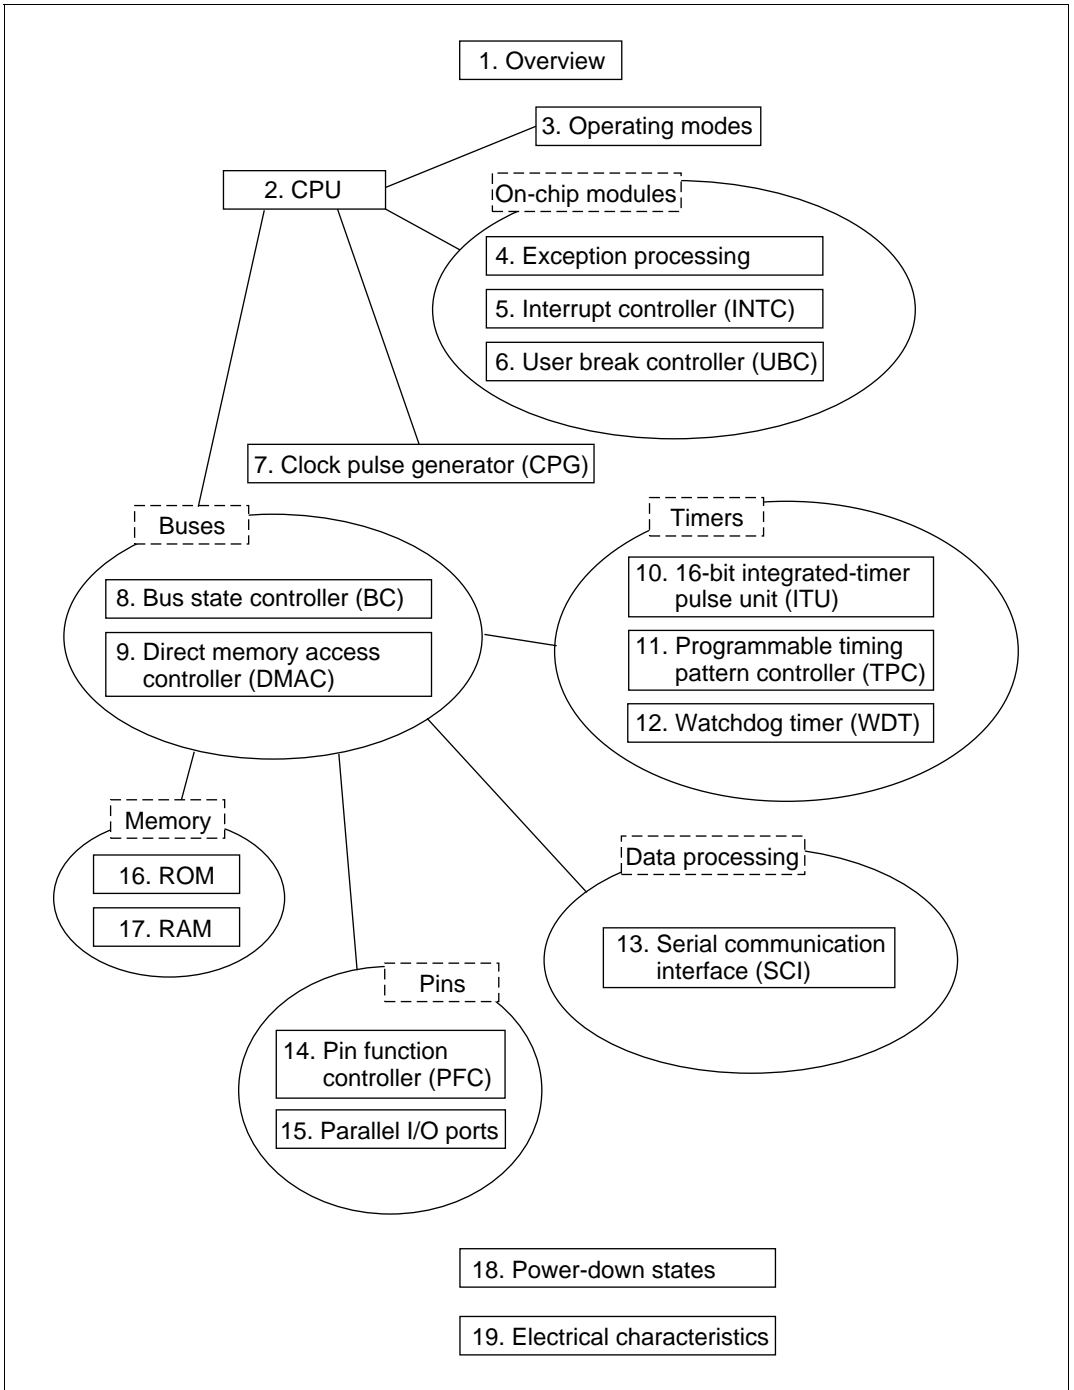 1. Overview
3. Operating modes
2. CPU
On-chip modules
4. Exception processing
5. Interrupt controller (INTC)
6. User break controller (UBC)
7. Clock pulse generator (CPG)
Buses
8. Bus state controller (BC)
9. Direct memory access
controller (DMAC)
Timers
10. 16-bit integrated-timer
pulse unit (ITU)
11. Programmable timing
pattern controller (TPC)
12. Watchdog timer (WDT)
Memory
16. ROM
17. RAM
Data processing
13. Serial communication
interface (SCI)
Pins
14. Pin function
controller (PFC)
15. Parallel I/O ports
18. Power-down states
19. Electrical characteristics